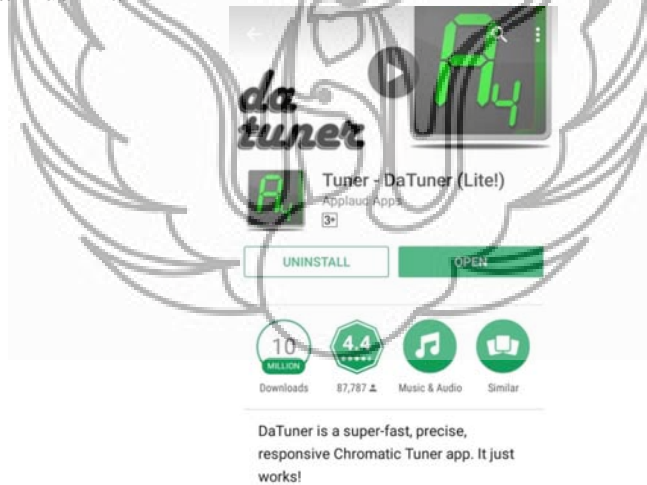 A4
da
tuner
A4
Tuner - DaTuner (Lite!)
Applaud Apps
3+
UNINSTALL OPEN
10 4.4
MILLION
Downloads 87,787 Music & Audio Similar
DaTuner is a super-fast, precise,
responsive Chromatic Tuner app. It just
works!